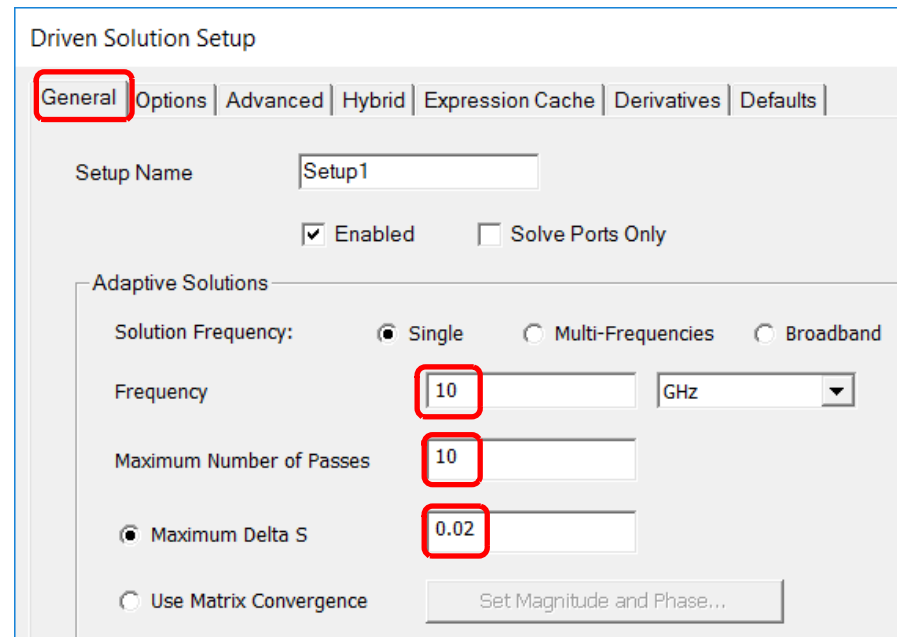 Driven Solution Setup
General Options Advanced Hybrid Expression Cache Derivatives Defaults
Setup Name Setup1
Enabled Solve Ports Only
Adaptive Solutions
Solution Frequency: Single Multi-Frequencies Broadband
Frequency 10 GHz
Maximum Number of Passes 10
Maximum Delta S 0.02
Use Matrix Convergence Set Magnitude and Phase...